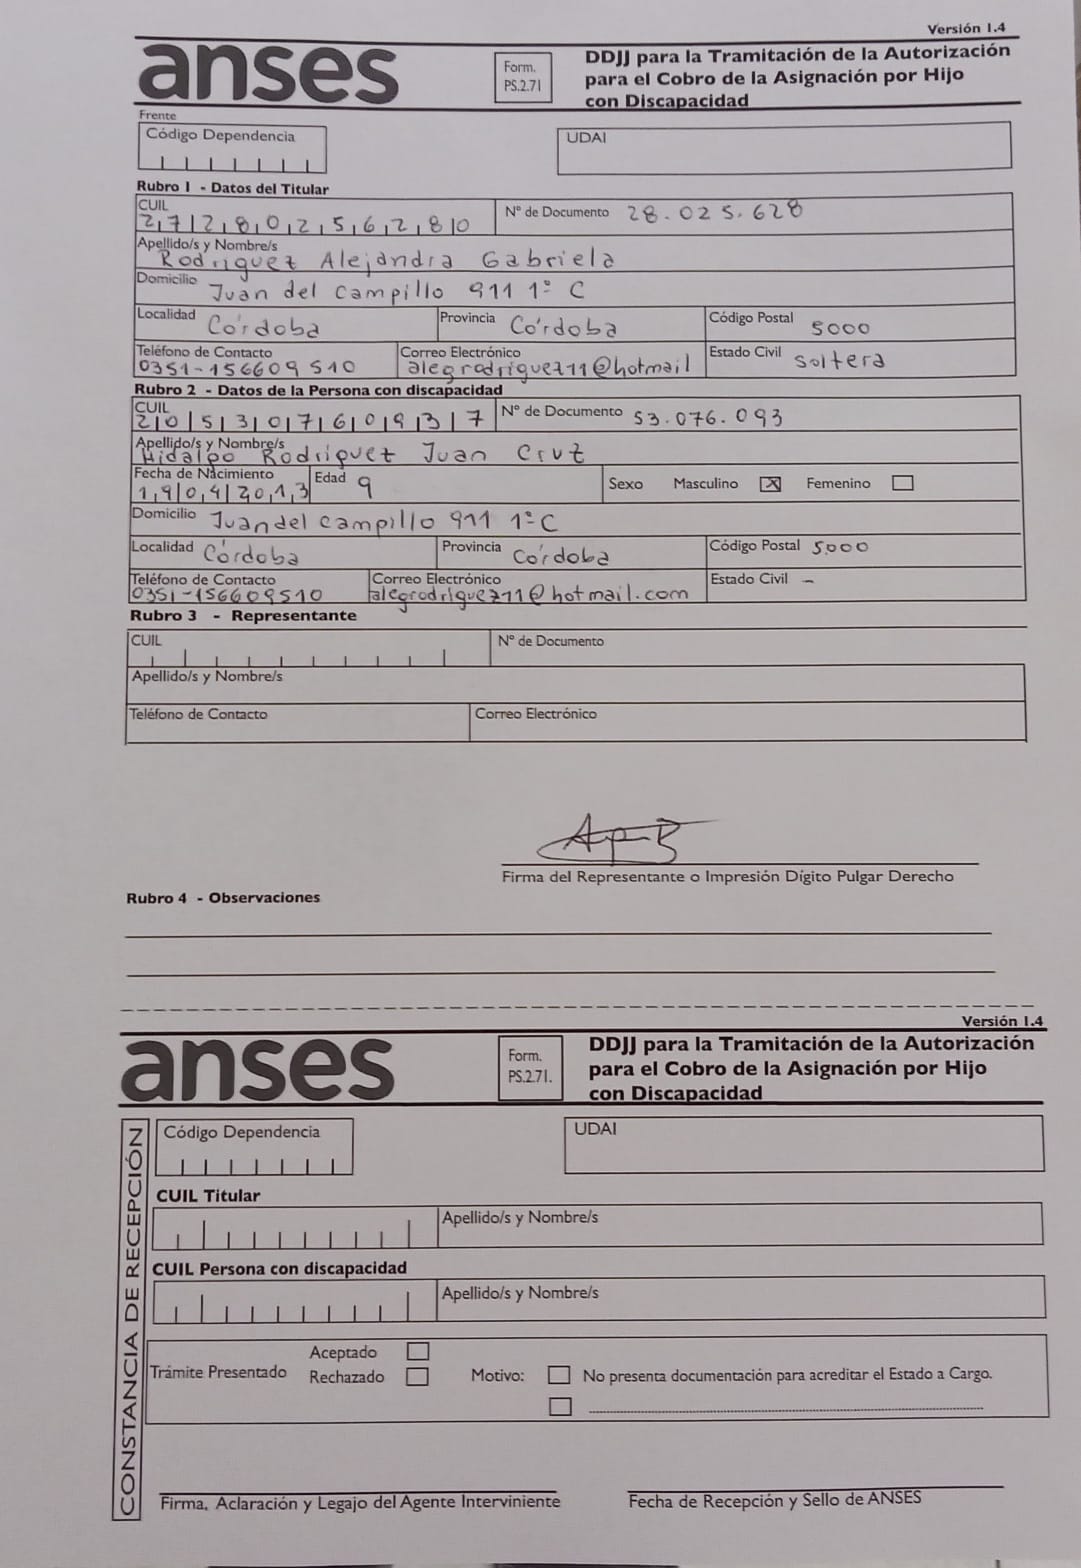 Versión 1.4
anses
Form.
PS.2.71
DDJJ para la Tramitación de la Autorización
para el Cobro de la Asignación por Hijo
con Discapacidad
Frente
Código Dependencia
UDAI
Rubro 1 - Datos del Titular
CUIL
27280256280
N° de Documento 28.025.628
Apellido/s y Nombre/s
Rodriguez Alejandra Gabriela
Domicilio Juan del Campillo 911 1° C
Localidad Córdoba
Provincia Córdoba
Código Postal 5000
Teléfono de Contacto
0351-156609510
Correo Electrónico
alegrodriguez11@hotmail
Estado Civil soltera
Rubro 2 - Datos de la Persona con discapacidad
CUIL
20530760937
N° de Documento 53.076.093
Apellido/s y Nombre/s
Hidalgo Rodriguez Juan Cruz
Fecha de Nacimiento
19042013
Edad 9
Sexo Masculino X Femenino
Domicilio Juan del campillo 911 1° C
Localidad Córdoba
Provincia Córdoba
Código Postal 5000
Teléfono de Contacto
0351-156609510
Correo Electrónico
alegrodriguez11@hotmail.com
Estado Civil -
Rubro 3 - Representante
CUIL
N° de Documento
Apellido/s y Nombre/s
Teléfono de Contacto
Correo Electrónico
Firma del Representante o Impresión Dígito Pulgar Derecho
Rubro 4 - Observaciones
Versión 1.4
anses
Form.
PS.2.71.
DDJJ para la Tramitación de la Autorización
para el Cobro de la Asignación por Hijo
con Discapacidad
CONSTANCIA DE RECEPCIÓN
Código Dependencia
UDAI
CUIL Titular
Apellido/s y Nombre/s
CUIL Persona con discapacidad
Apellido/s y Nombre/s
Trámite Presentado
Aceptado
Rechazado
Motivo:
No presenta documentación para acreditar el Estado a Cargo.
Firma, Aclaración y Legajo del Agente Interviniente
Fecha de Recepción y Sello de ANSES